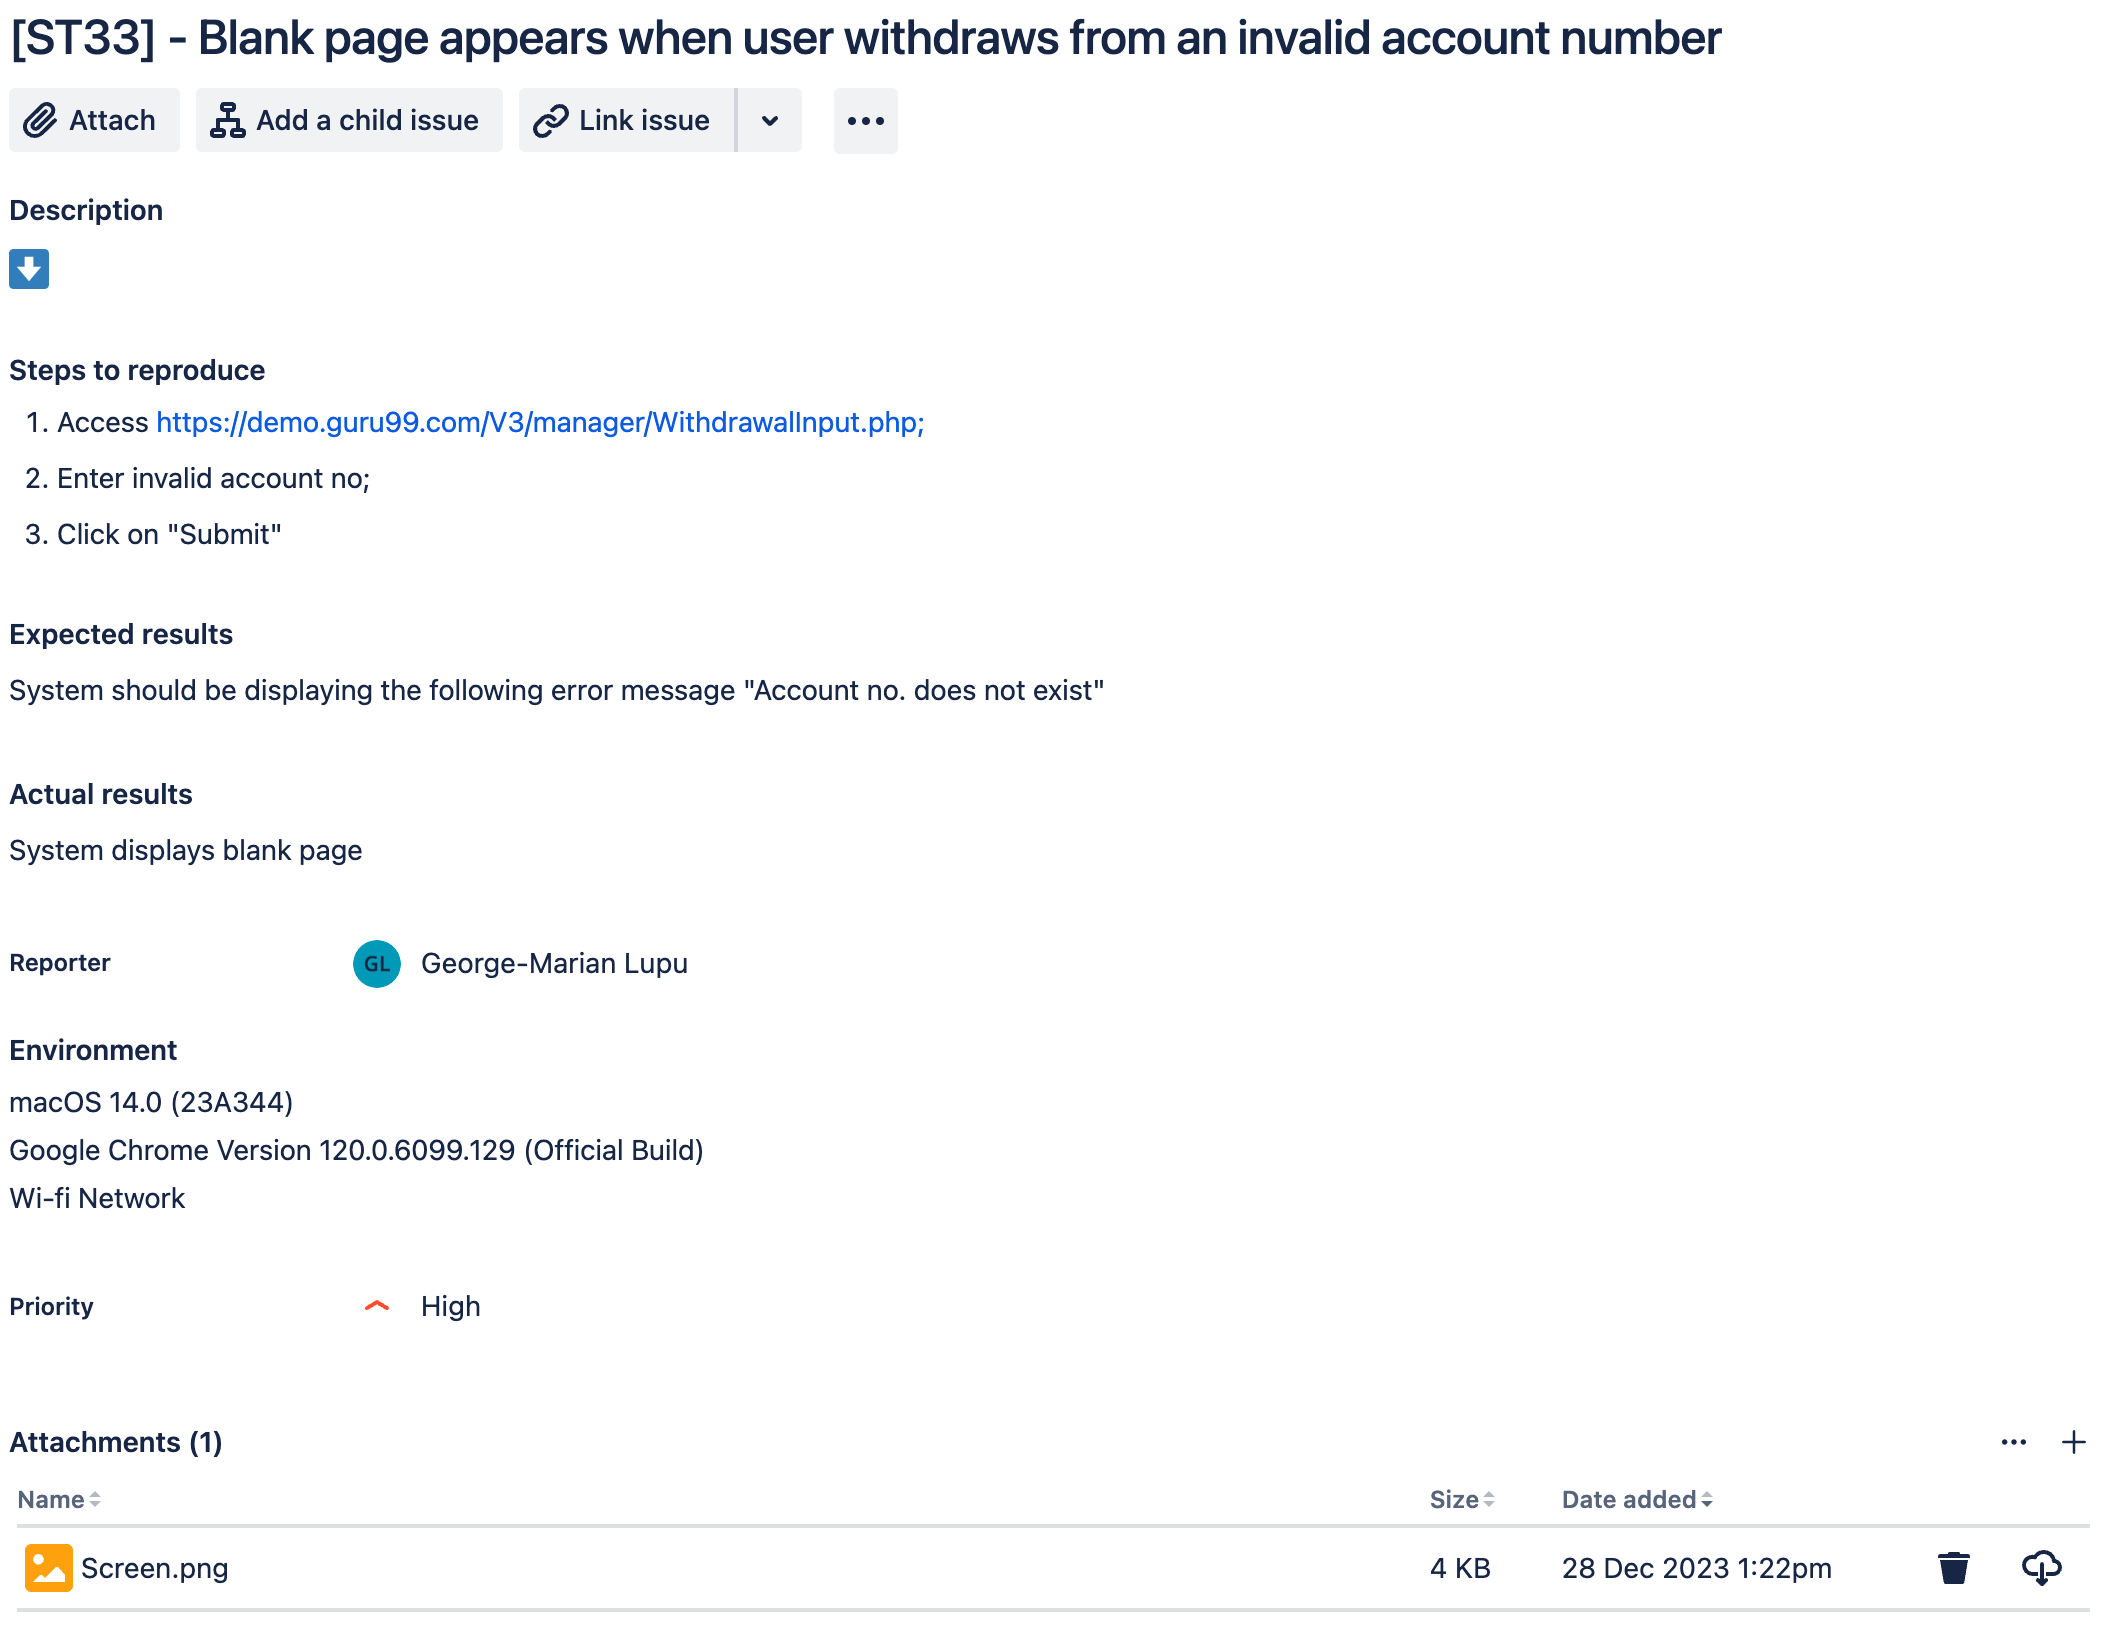 [ST33] - Blank page appears when user withdraws from an invalid account number
Attach
Add a child issue
Link issue
Description
Steps to reproduce
1. Access https://demo.guru99.com/V3/manager/WithdrawalInput.php;
2. Enter invalid account no;
3. Click on "Submit"
Expected results
System should be displaying the following error message "Account no. does not exist"
Actual results
System displays blank page
Reporter GL George-Marian Lupu
Environment
macOS 14.0 (23A344)
Google Chrome Version 120.0.6099.129 (Official Build)
Wi-fi Network
Priority High
Attachments (1)
Name Size Date added
Screen.png 4 KB 28 Dec 2023 1:22pm